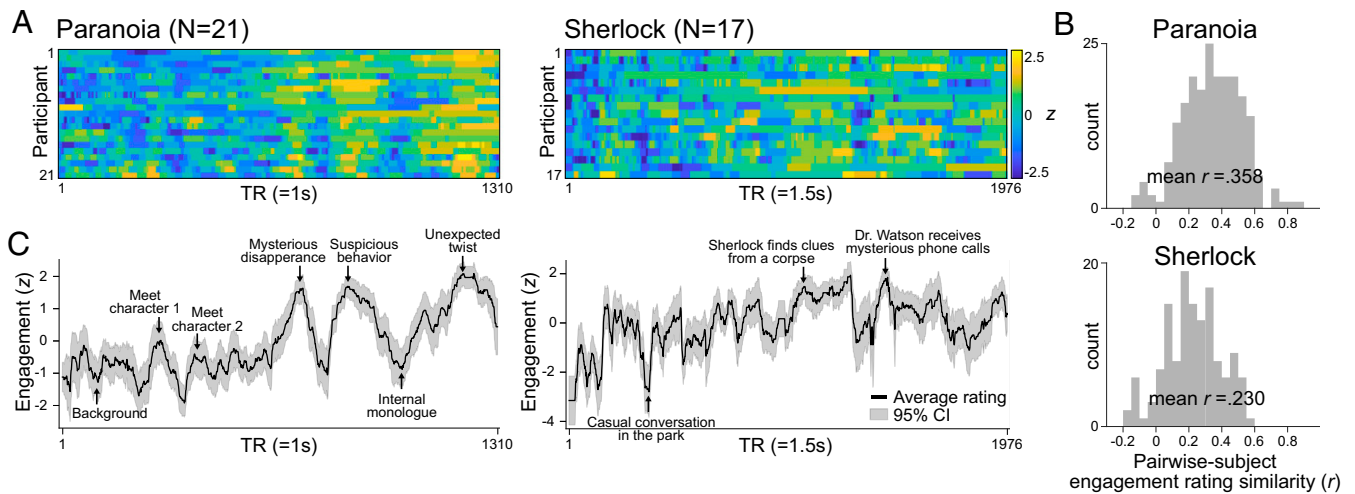 A
Paranoia (N=21)
Sherlock (N=17)
B
Participant
1
21
1
TR (=1s)
1310
Participant
1
17
1
TR (=1.5s)
1976
2.5
0
-2.5
z
Paranoia
25
0
count
mean r =.358
-0.2 0 0.2 0.4 0.6 0.8
Sherlock
20
0
count
mean r =.230
-0.2 0 0.2 0.4 0.6 0.8
Pairwise-subject
engagement rating similarity (r)
C
Engagement (z)
2
1
0
-1
-2
Meet
character 1
Meet
character 2
Mysterious
disapperance
Suspicious
behavior
Unexpected
twist
Background
Internal
monologue
1
TR (=1s)
1310
Engagement (z)
2
0
-2
-4
Sherlock finds clues
from a corpse
Dr. Watson receives
mysterious phone calls
Casual conversation
in the park
Average rating
95% CI
1
TR (=1.5s)
1976